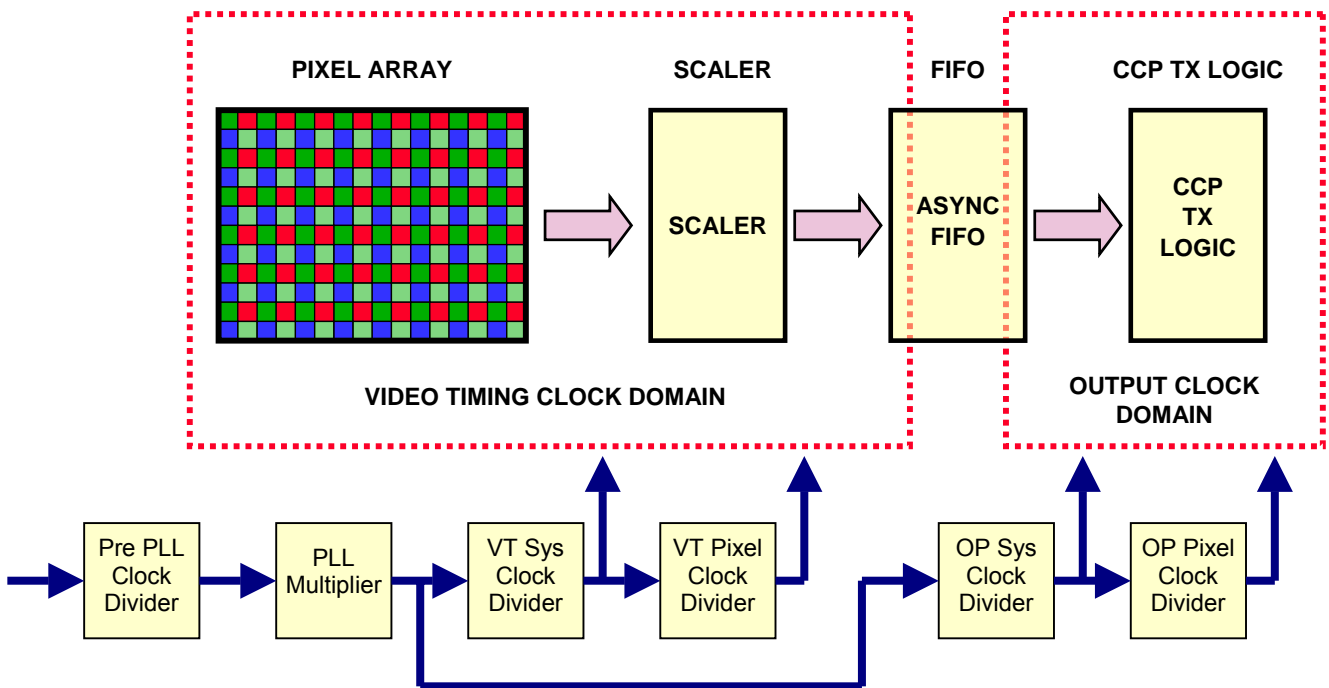 PIXEL ARRAY
SCALER
FIFO
CCP TX LOGIC
SCALER
ASYNC
FIFO
CCP
TX
LOGIC
VIDEO TIMING CLOCK DOMAIN
OUTPUT CLOCK
DOMAIN
Pre PLL
Clock
Divider
PLL
Multiplier
VT Sys
Clock
Divider
VT Pixel
Clock
Divider
OP Sys
Clock
Divider
OP Pixel
Clock
Divider